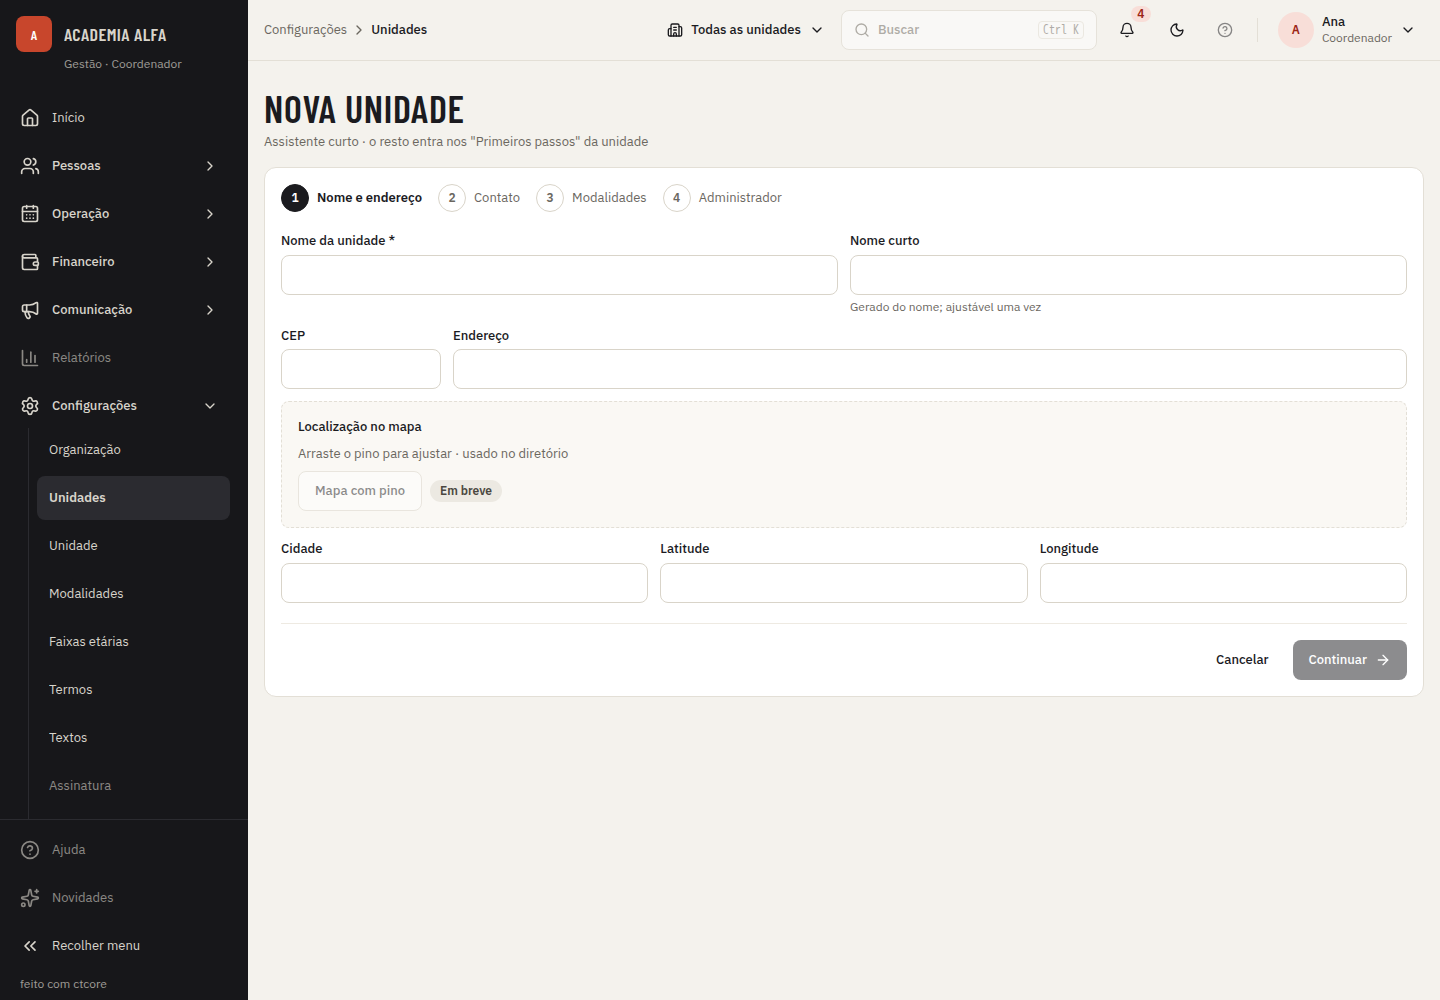 A
ACADEMIA ALFA
Gestão · Coordenador
Início
Pessoas
Operação
Financeiro
Comunicação
Relatórios
Configurações
Organização
Unidades
Unidade
Modalidades
Faixas etárias
Termos
Textos
Assinatura
Ajuda
Novidades
Recolher menu
feito com ctcore
Configurações > Unidades
Todas as unidades
Buscar
Ctrl K
4
A
Ana
Coordenador
NOVA UNIDADE
Assistente curto · o resto entra nos "Primeiros passos" da unidade
1 Nome e endereço 2 Contato 3 Modalidades 4 Administrador
Nome da unidade * Nome curto
Gerado do nome; ajustável uma vez
CEP Endereço
Localização no mapa
Arraste o pino para ajustar · usado no diretório
Mapa com pino Em breve
Cidade Latitude Longitude
Cancelar Continuar